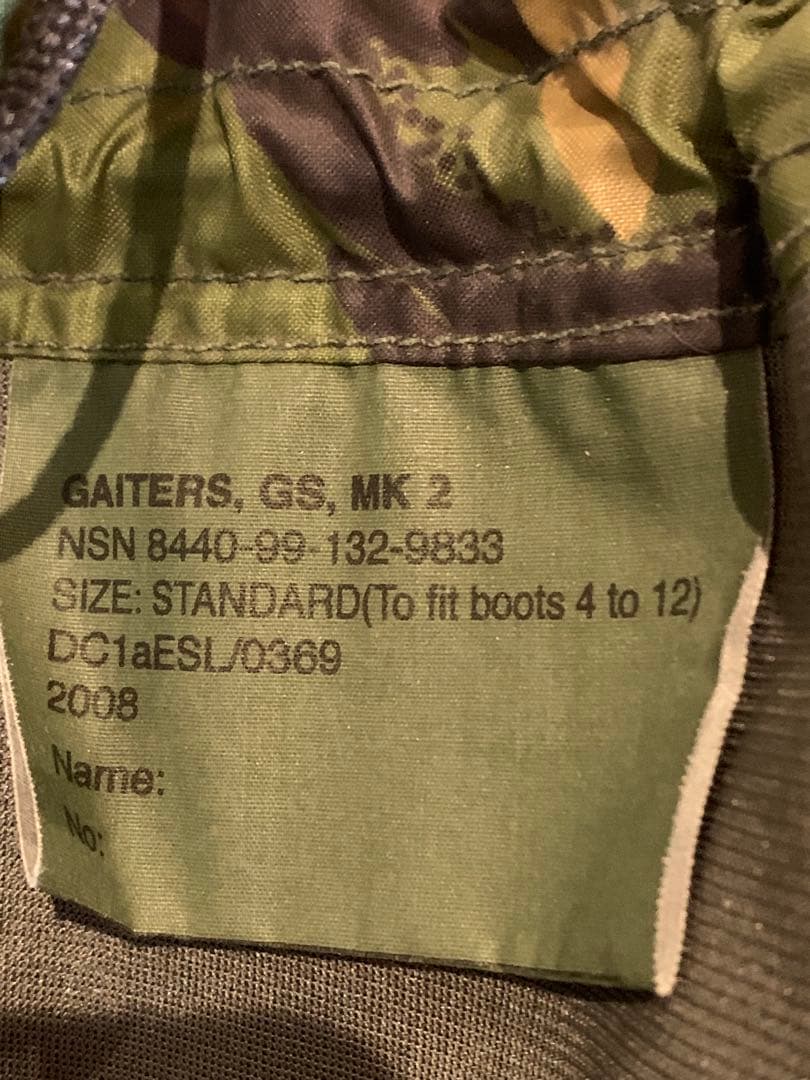 GAITERS, GS, MK 2
NSN 8440-99-132-9833
SIZE: STANDARD(To fit boots 4 to 12)
DC1aESL/0369
2008
Name:
No: